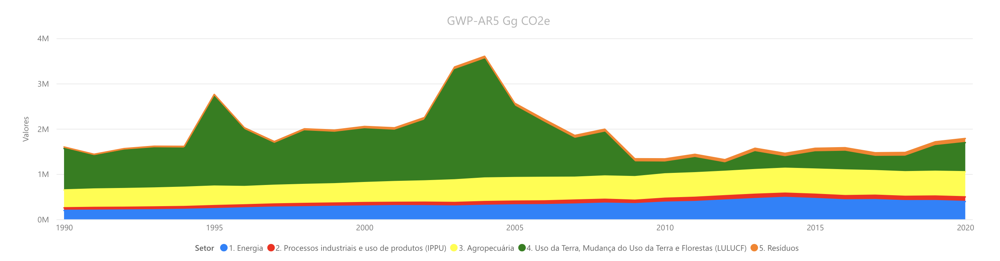 GWP-AR5 Gg CO2e
4M
3M
2M
1M
0M
Valores
1990 1995 2000 2005 2010 2015 2020
Setor 1. Energia 2. Processos industriais e uso de produtos (IPPU) 3. Agropecuária 4. Uso da Terra, Mudança do Uso da Terra e Florestas (LULUCF) 5. Resíduos